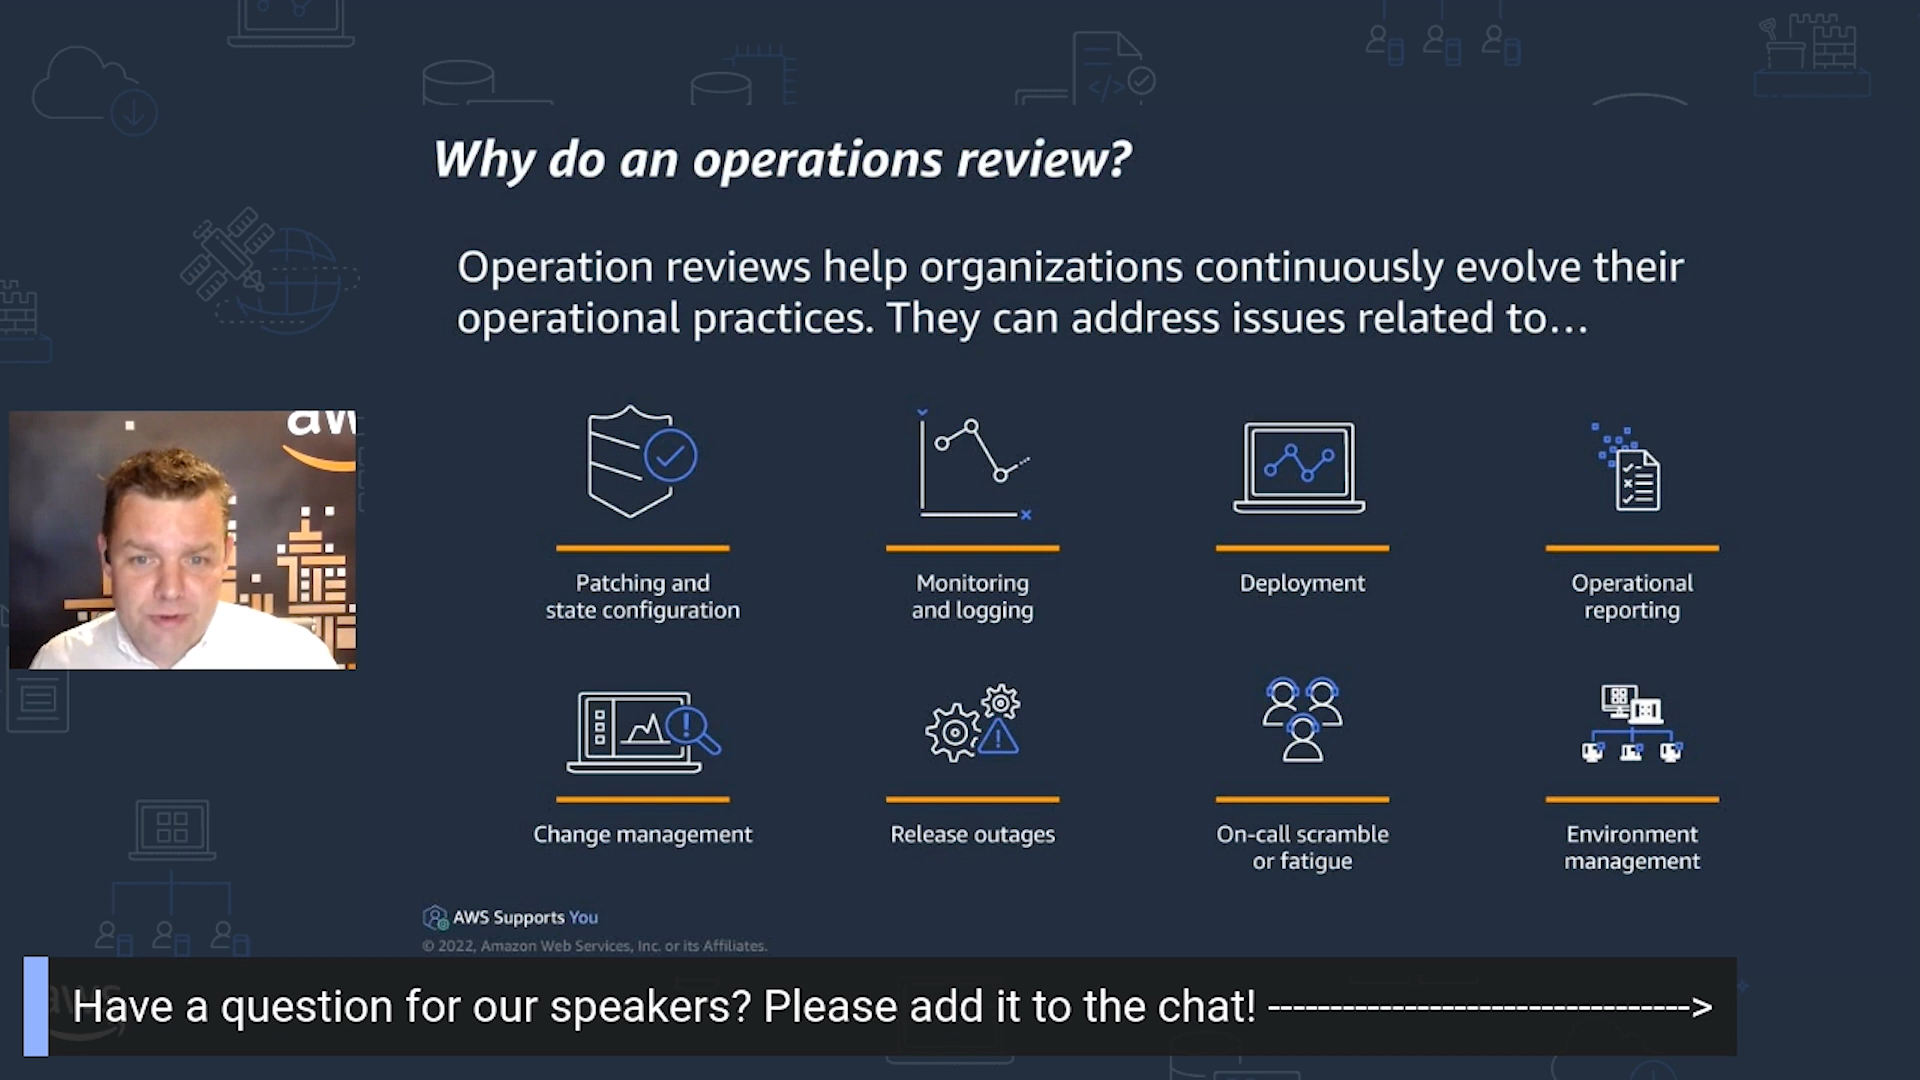 Why do an operations review?
Operation reviews help organizations continuously evolve their
operational practices. They can address issues related to...
aw
Patching and
state configuration
Monitoring
and logging
Deployment
Operational
reporting
Change management
Release outages
On-call scramble
or fatigue
Environment
management
AWS Supports You
© 2022, Amazon Web Services, Inc. or its Affiliates.
aws
Have a question for our speakers? Please add it to the chat! ---------------------------------->